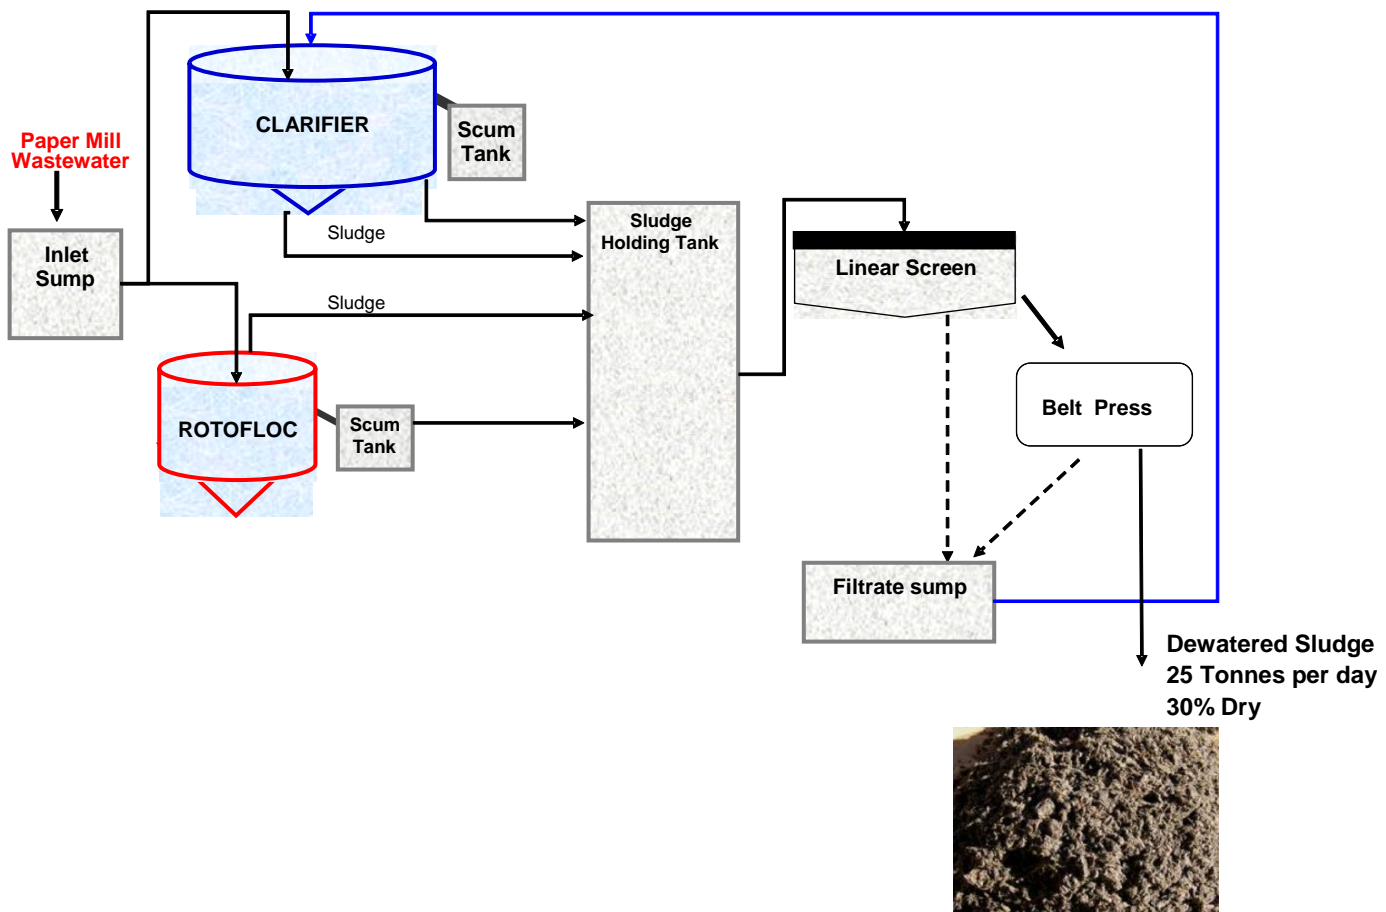 CLARIFIER
Scum
Tank
Paper Mill
Wastewater
Inlet
Sump
Sludge
Sludge
Holding Tank
Linear Screen
Sludge
ROTOFLOC
Scum
Tank
Belt Press
Filtrate sump
Dewatered Sludge
25 Tonnes per day
30% Dry